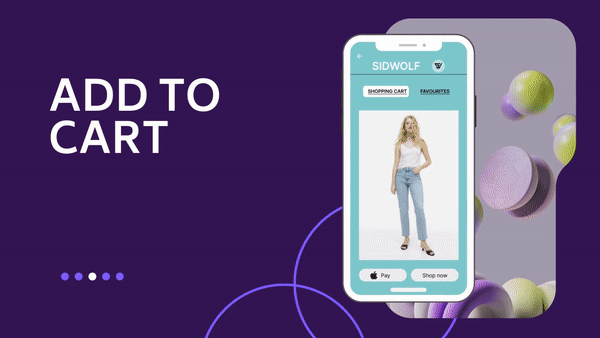 ADD TO
CART
SIDWOLF
SHOPPING CART
FAVOURITES
Pay
Shop now